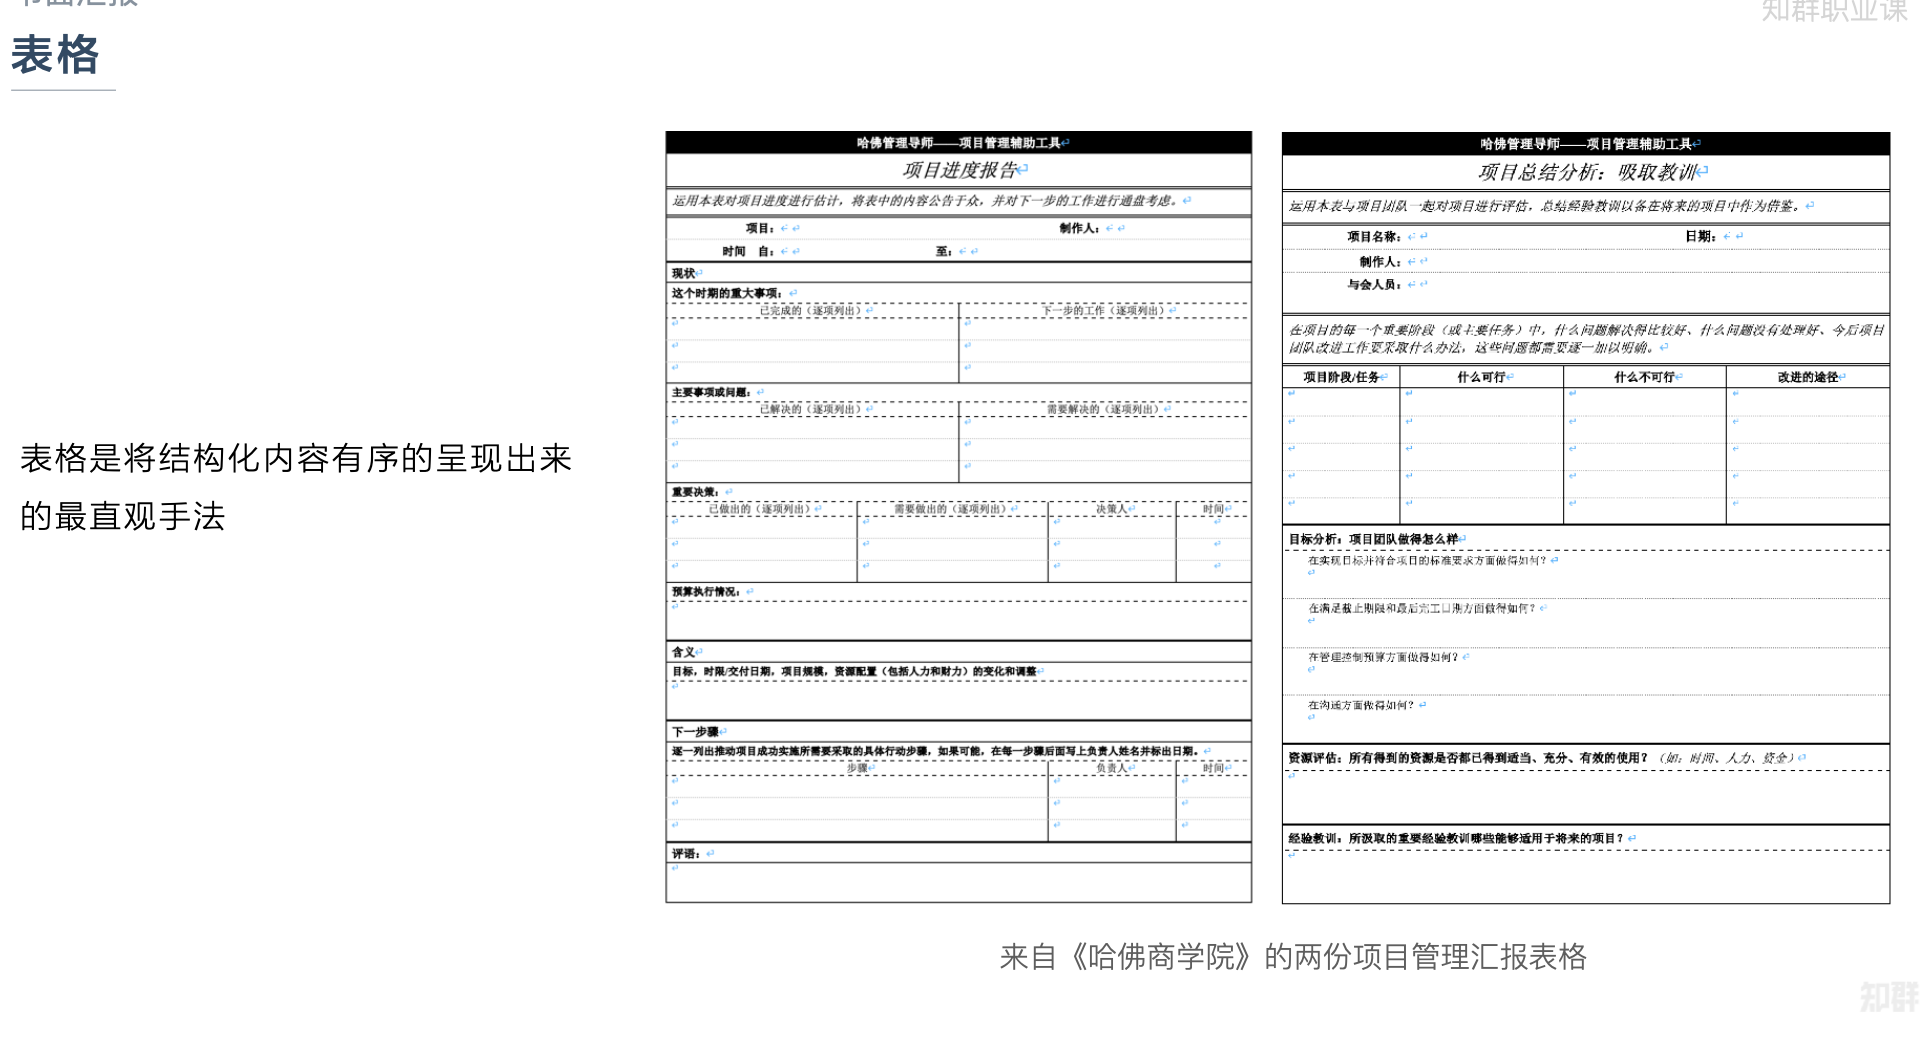 书面汇报
知群职业课
表格
表格是将结构化内容有序的呈现出来
的最直观手法
哈佛管理导师——项目管理辅助工具
项目进度报告
运用本表对项目进度进行估计，将表中的内容公告于众，并对下一步的工作进行通盘考虑。
项目： 制作人：
时间 自： 至：
现状
这个时期的重大事项：
已完成的（逐项列出） 下一步的工作（逐项列出）
主要事项或问题：
已解决的（逐项列出） 需要解决的（逐项列出）
重要决策：
已做出的（逐项列出） 需要做出的（逐项列出） 决策人 时间
预算执行情况：
含义
目标，时限/交付日期，项目规模，资源配置（包括人力和财力）的变化和调整
下一步骤
逐一列出推动项目成功实施所需要采取的具体行动步骤，如果可能，在每一步骤后面写上负责人姓名并标出日期。
步骤 负责人 时间
评语：
哈佛管理导师——项目管理辅助工具
项目总结分析：吸取教训
运用本表与项目团队一起对项目进行评估，总结经验教训以备在将来的项目中作为借鉴。
项目名称： 日期：
制作人：
与会人员：
在项目的每一个重要阶段（或主要任务）中，什么问题解决得比较好、什么问题没有处理好、今后项目
团队改进工作要采取什么办法，这些问题都需要逐一加以明确。
项目阶段/任务 什么可行 什么不可行 改进的途径
目标分析：项目团队做得怎么样
在实现目标并符合项目的标准要求方面做得如何？
在满足截止期限和最后完工日期方面做得如何？
在管理控制预算方面做得如何？
在沟通方面做得如何？
资源评估：所有得到的资源是否都已得到适当、充分、有效的使用？（如：时间、人力、资金）
经验教训：所汲取的重要经验教训哪些能够适用于将来的项目？
来自《哈佛商学院》的两份项目管理汇报表格
知群